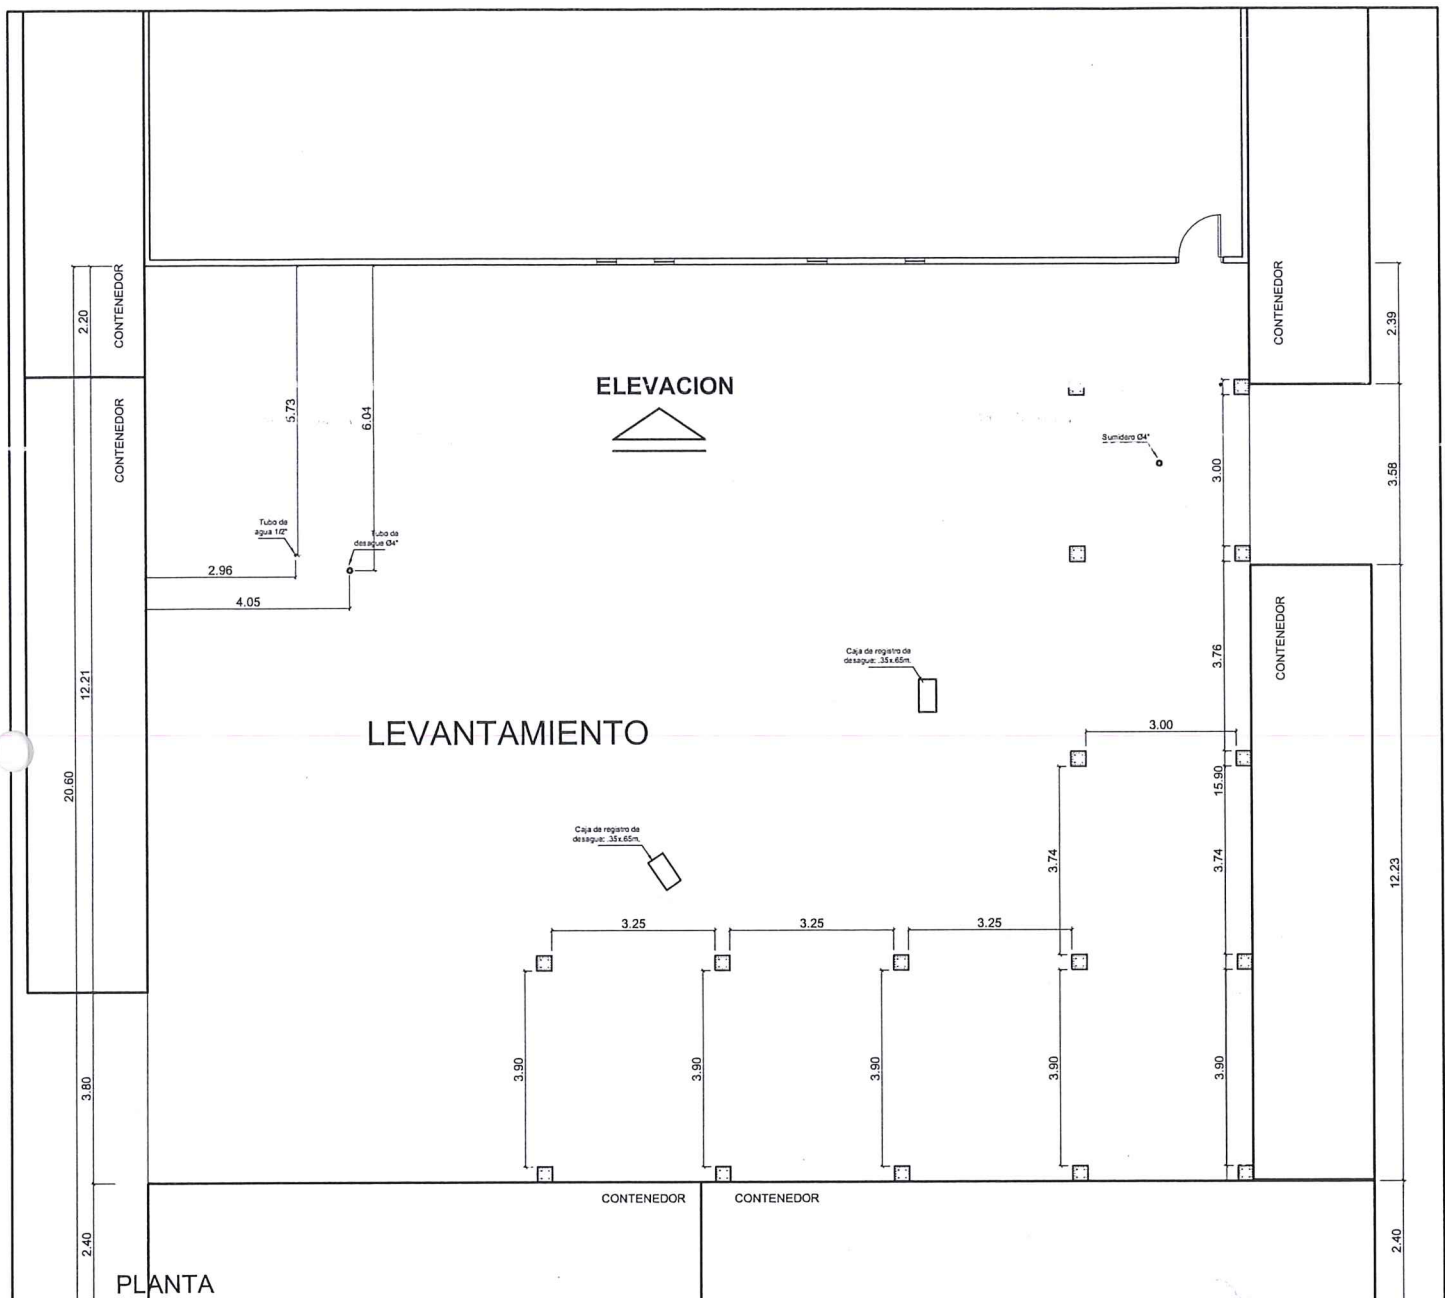 CONTENEDOR
CONTENEDOR
2.20
2.39
ELEVACION
CONTENEDOR
5.73
6.04
Sumidero Ø4"
3.00
3.58
Tubo de
agua 1/2"
Tubo de
desague Ø4"
2.96
4.05
CONTENEDOR
Caja de registro de
desague: .35x.65m.
3.76
12.21
LEVANTAMIENTO
3.00
20.60
15.90
Caja de registro de
desague: .35x.65m.
3.74
3.74
12.23
3.25
3.25
3.25
3.90
3.90
3.90
3.90
3.90
3.80
CONTENEDOR
CONTENEDOR
2.40
2.40
PLANTA